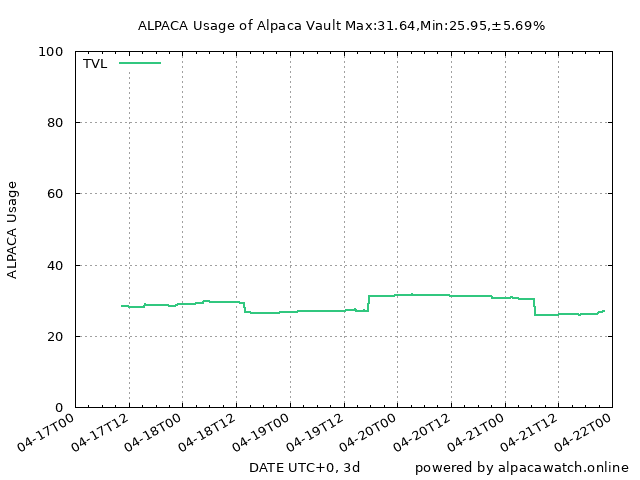 ALPACA Usage of Alpaca Vault Max:31.64,Min:25.95,±5.69%
100
80
60
40
20
0
ALPACA Usage
TVL
04-17T00
04-17T12
04-18T00
04-18T12
04-19T00
04-19T12
04-20T00
04-20T12
04-21T00
04-21T12
04-22T00
DATE UTC+0, 3d
powered by alpacawatch.online